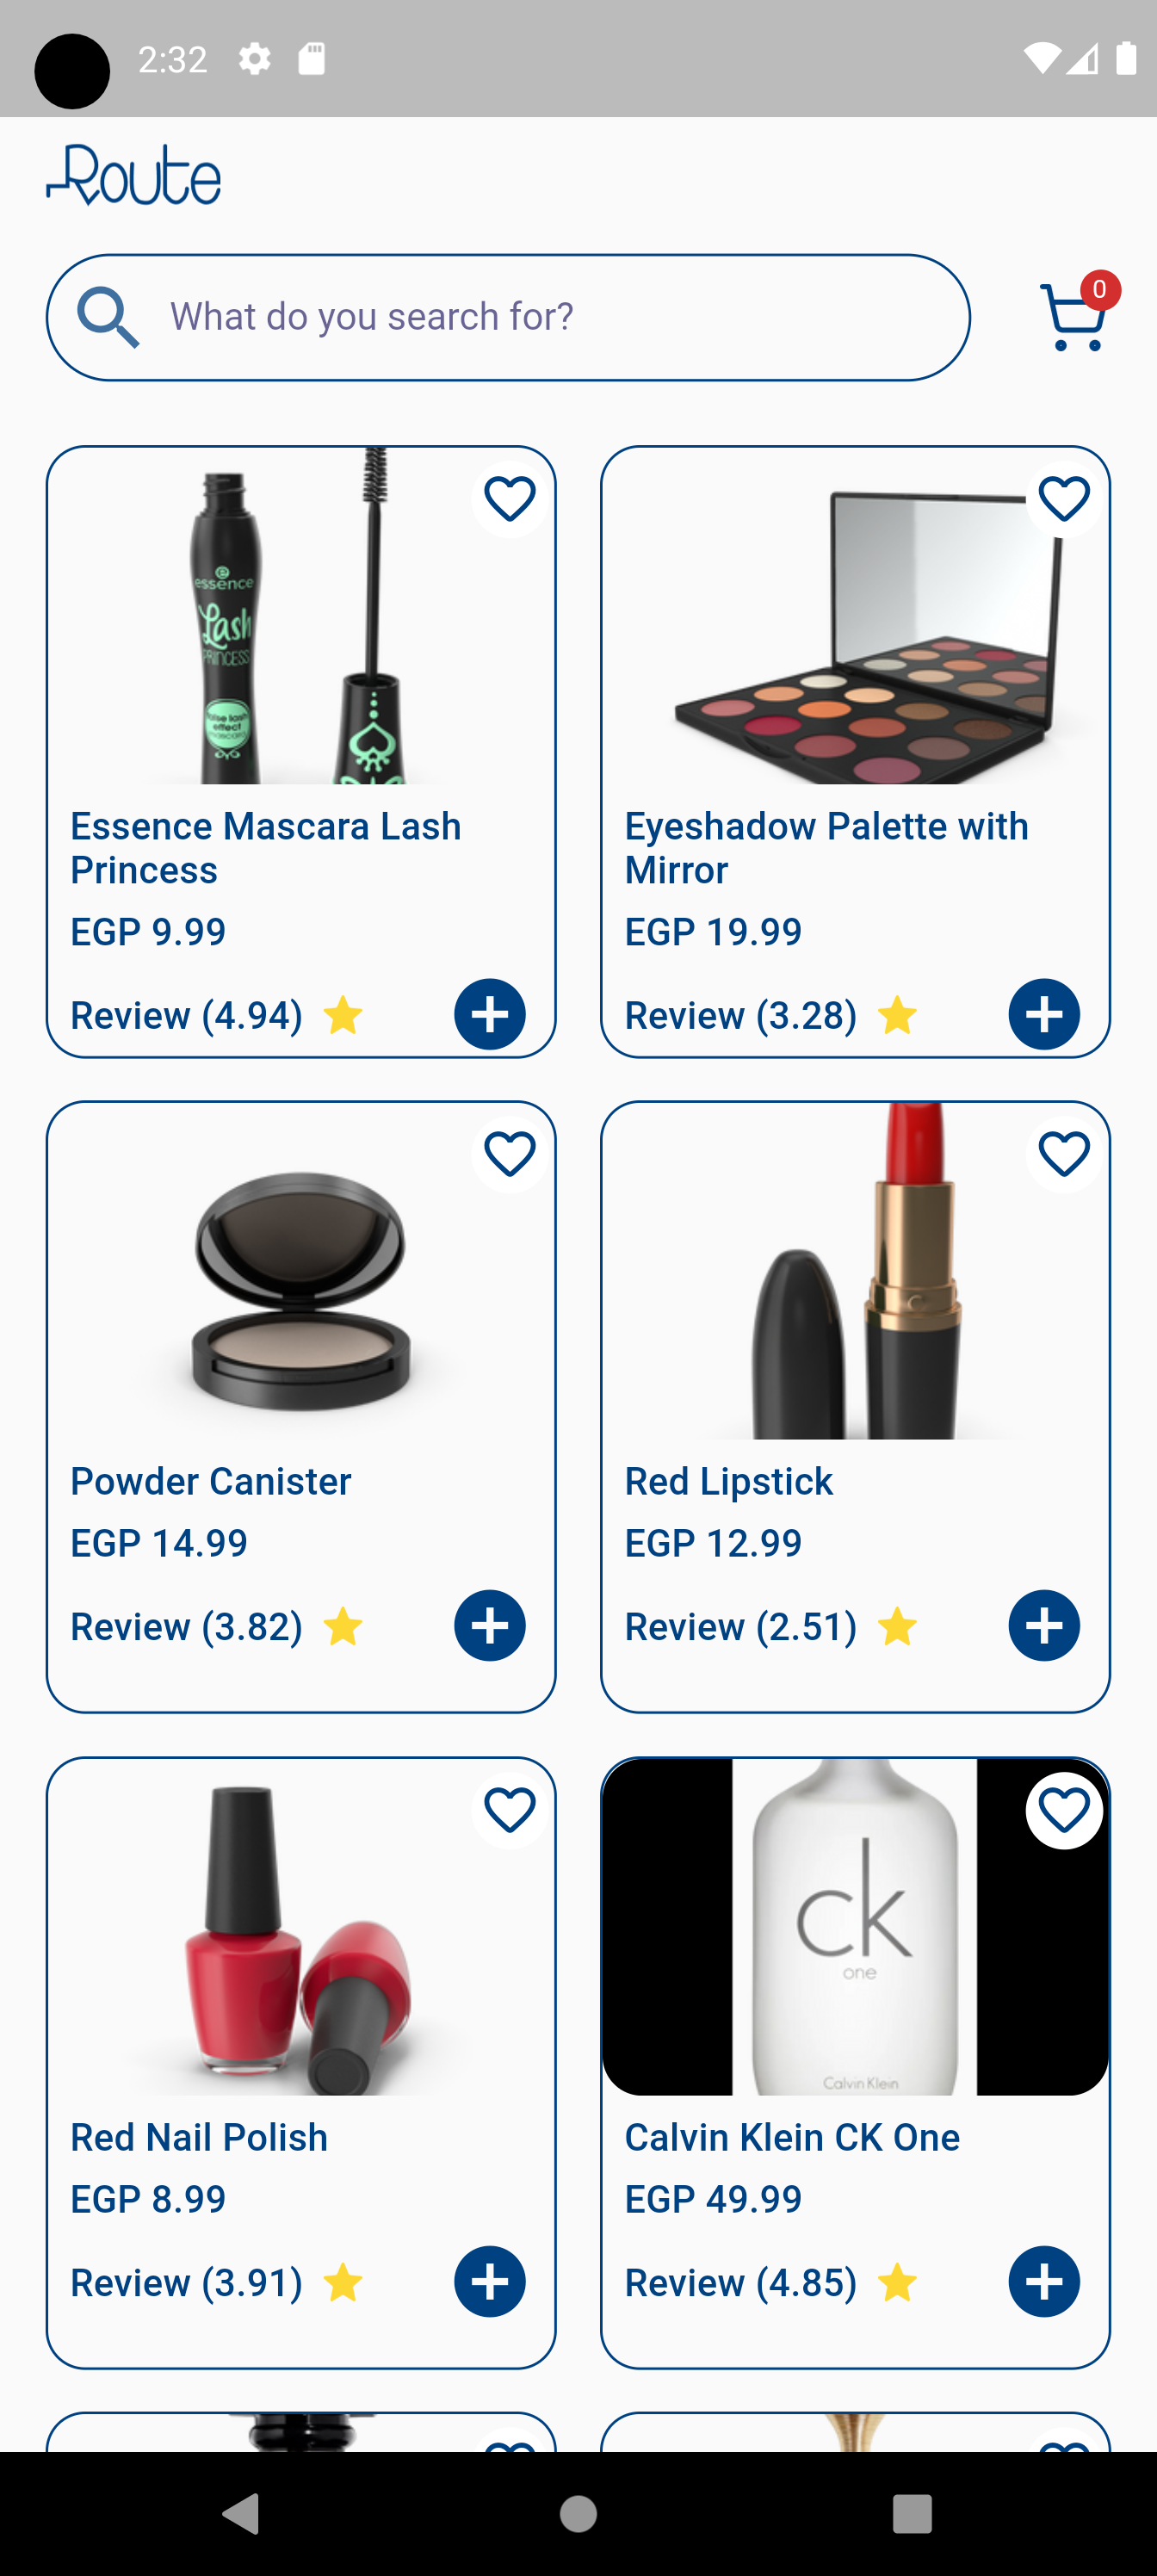 2:32
Route
What do you search for?
0
essence
Lash
PRINCESS
false lash
effect
mascara
Essence Mascara Lash
Princess
EGP 9.99
Review (4.94)
Eyeshadow Palette with
Mirror
EGP 19.99
Review (3.28)
Powder Canister
EGP 14.99
Review (3.82)
Red Lipstick
EGP 12.99
Review (2.51)
ck
one
Calvin Klein
Red Nail Polish
EGP 8.99
Review (3.91)
Calvin Klein CK One
EGP 49.99
Review (4.85)